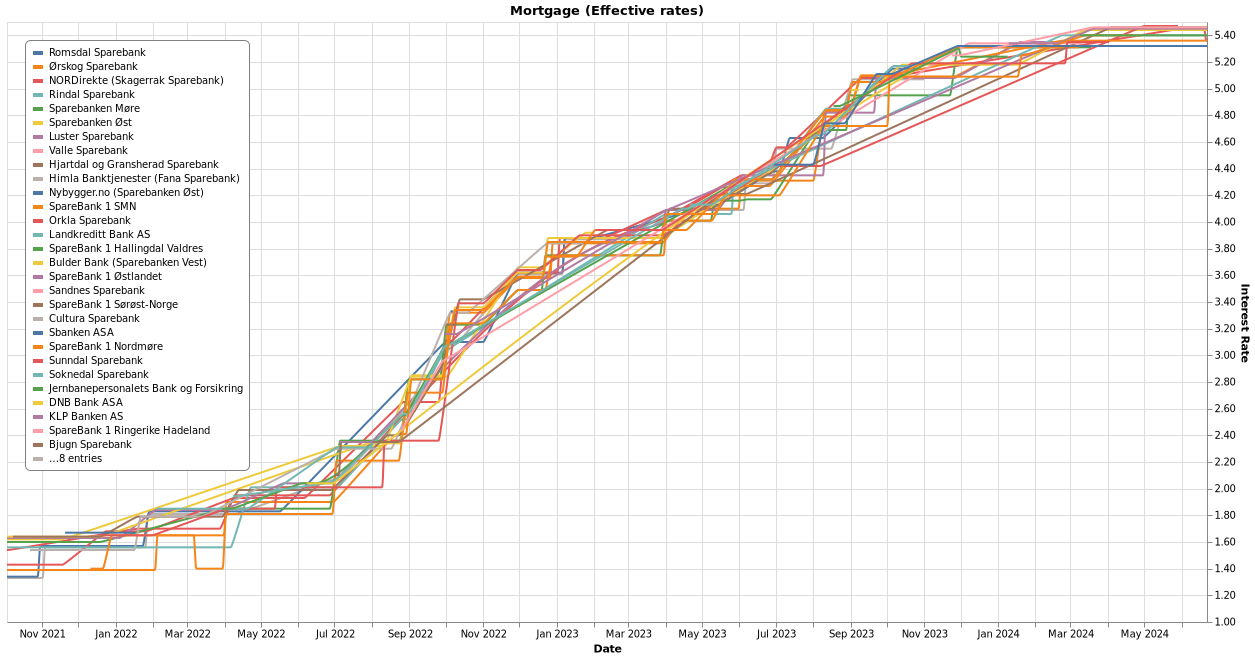 Mortgage (Effective rates)
Romsdal Sparebank
Ørskog Sparebank
NORDirekte (Skagerrak Sparebank)
Rindal Sparebank
Sparebanken Møre
Sparebanken Øst
Luster Sparebank
Valle Sparebank
Hjartdal og Gransherad Sparebank
Himla Banktjenester (Fana Sparebank)
Nybygger.no (Sparebanken Øst)
SpareBank 1 SMN
Orkla Sparebank
Landkreditt Bank AS
SpareBank 1 Hallingdal Valdres
Bulder Bank (Sparebanken Vest)
SpareBank 1 Østlandet
Sandnes Sparebank
SpareBank 1 Sørøst-Norge
Cultura Sparebank
Sbanken ASA
SpareBank 1 Nordmøre
Sunndal Sparebank
Soknedal Sparebank
Jernbanepersonalets Bank og Forsikring
DNB Bank ASA
KLP Banken AS
SpareBank 1 Ringerike Hadeland
Bjugn Sparebank
...8 entries
5.40
5.20
5.00
4.80
4.60
4.40
4.20
4.00
3.80
3.60
3.40
3.20
3.00
2.80
2.60
2.40
2.20
2.00
1.80
1.60
1.40
1.20
1.00
Interest Rate
Nov 2021 Jan 2022 Mar 2022 May 2022 Jul 2022 Sep 2022 Nov 2022 Jan 2023 Mar 2023 May 2023 Jul 2023 Sep 2023 Nov 2023 Jan 2024 Mar 2024 May 2024
Date